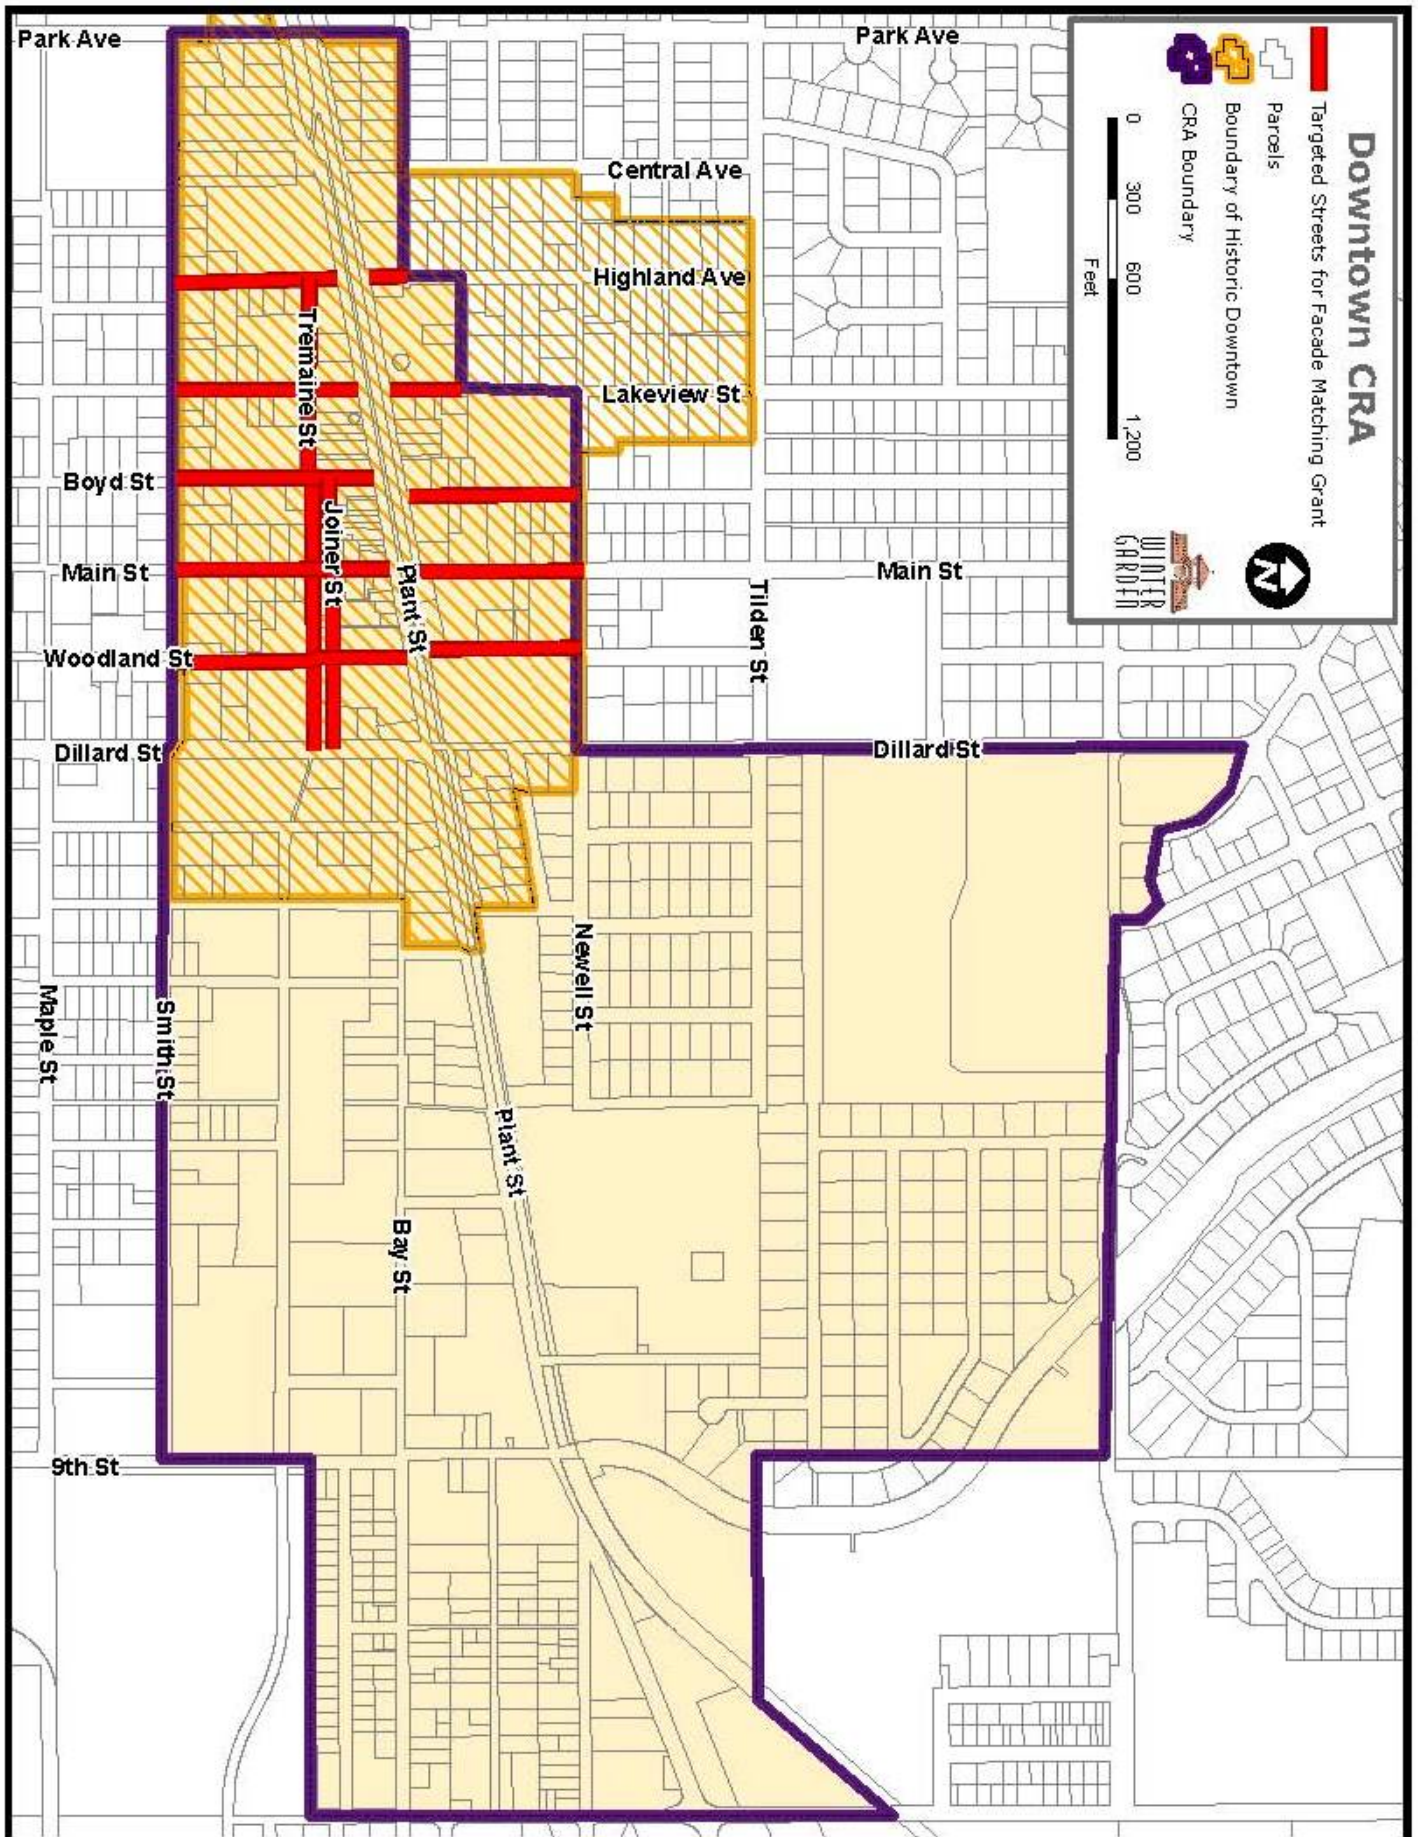 Downtown CRA
Targeted Streets for Facade Matching Grant
Parcels
Boundary of Historic Downtown
CRA Boundary
0 300 600 1,200
Feet
N
WINTER
GARDEN
Park Ave
Park Ave
Central Ave
Highland Ave
Lakeview St
Tremaine St
Boyd St
Joiner St
Main St
Main St
Plant St
Tilden St
Woodland St
Dillard St
Dillard St
Newell St
Maple St
Smith St
Plant St
Bay St
9th St